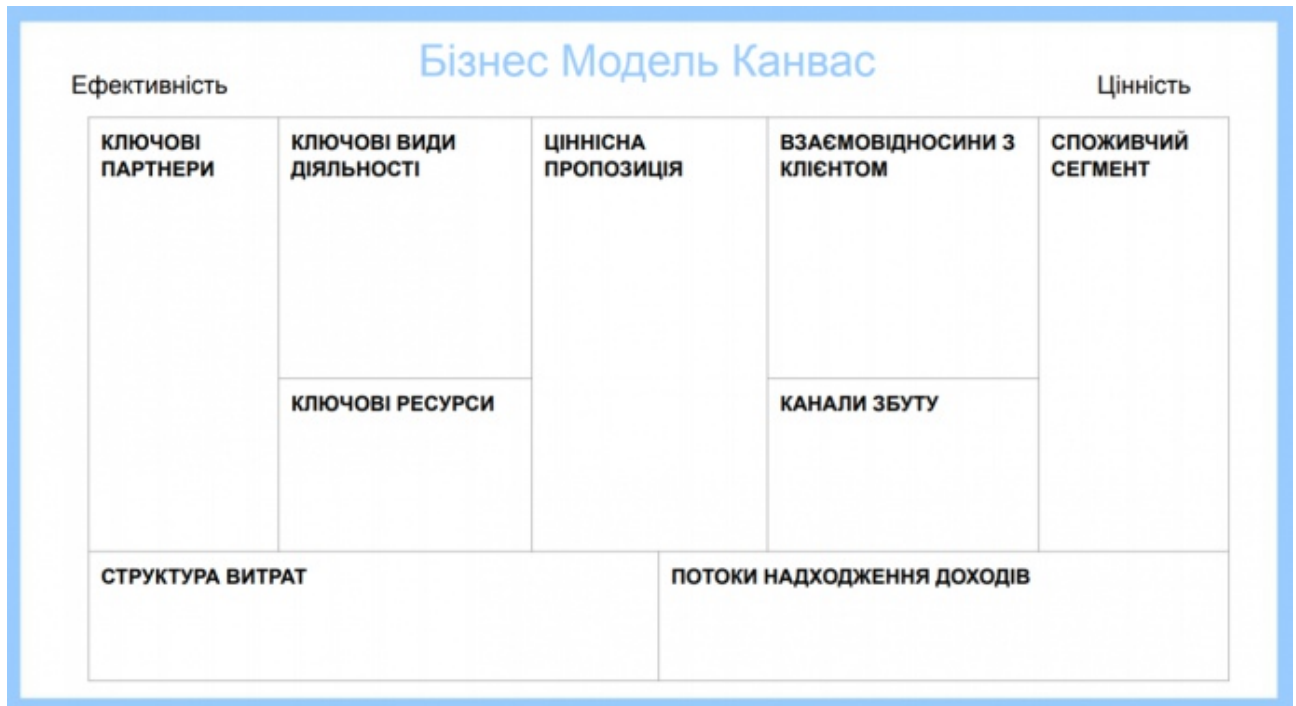 Бізнес Модель Канвас
Ефективність
Цінність
КЛЮЧОВІ
ПАРТНЕРИ
КЛЮЧОВІ ВИДИ
ДІЯЛЬНОСТІ
ЦІННІСНА
ПРОПОЗИЦІЯ
ВЗАЄМОВІДНОСИНИ З
КЛІЄНТОМ
СПОЖИВЧИЙ
СЕГМЕНТ
КЛЮЧОВІ РЕСУРСИ
КАНАЛИ ЗБУТУ
СТРУКТУРА ВИТРАТ
ПОТОКИ НАДХОДЖЕННЯ ДОХОДІВ